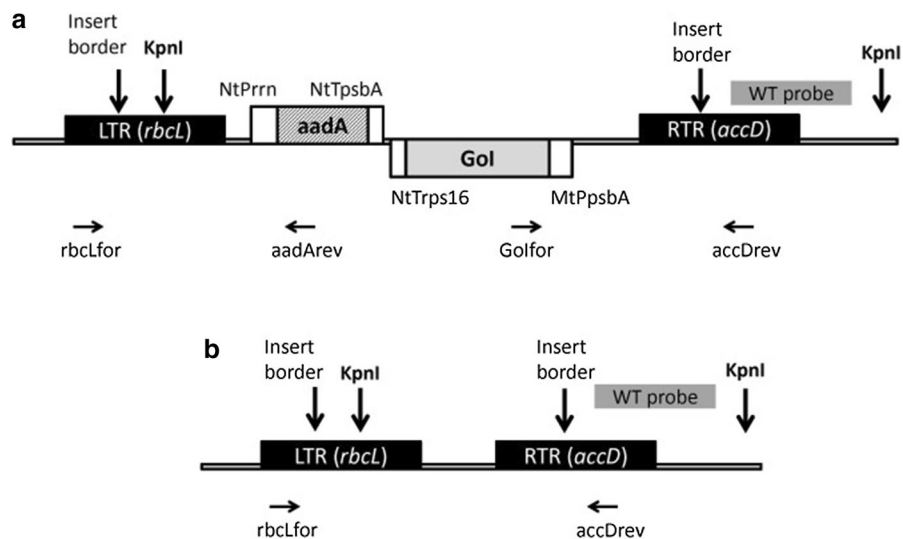 a
Insert
border
KpnI
Insert
border
KpnI
NtPrrn
NtTpsbA
WT probe
LTR (rbcL)
aadA
RTR (accD)
GoI
NtTrps16
MtPpsbA
rbcLfor
aadArev
GoIfor
accDrev
b
Insert
border
KpnI
Insert
border
KpnI
WT probe
LTR (rbcL)
RTR (accD)
rbcLfor
accDrev